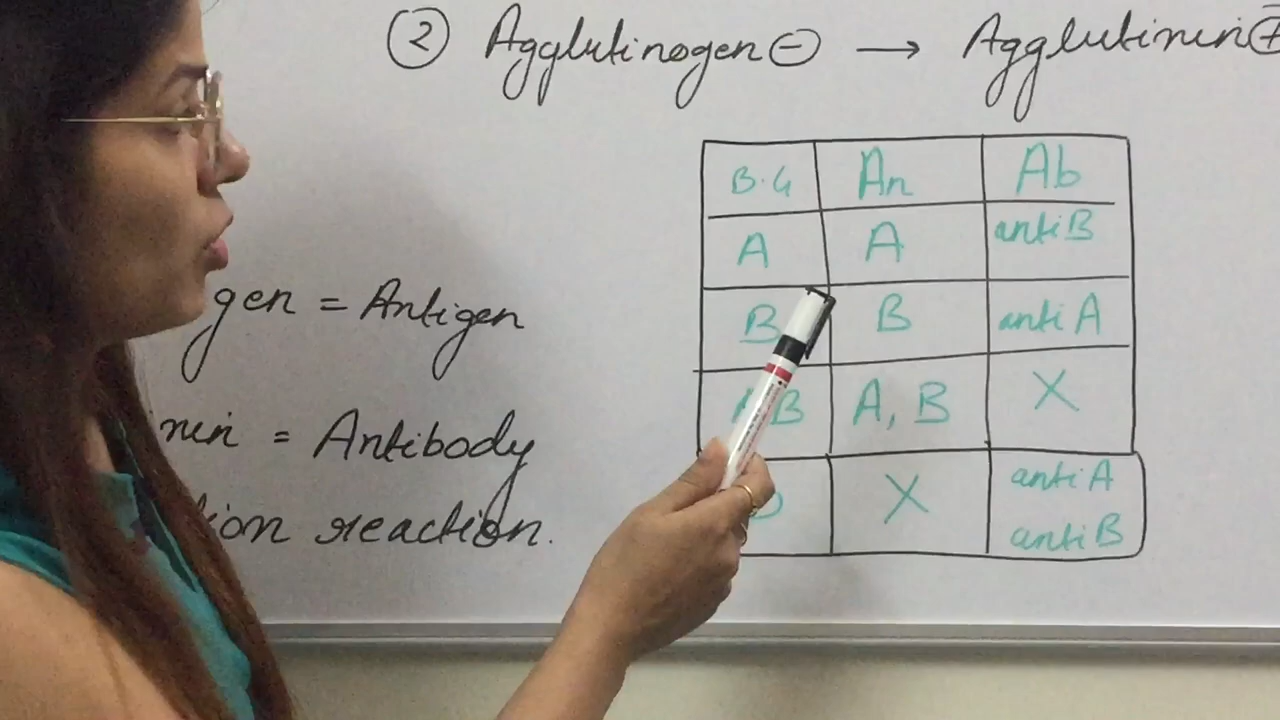 ② Agglutinogen ⊖ → Agglutinin ⊕
B.G An Ab
A A anti B
B B anti A
B A, B X
X anti A
anti B
gen = Antigen
nin = Antibody
tion reaction.